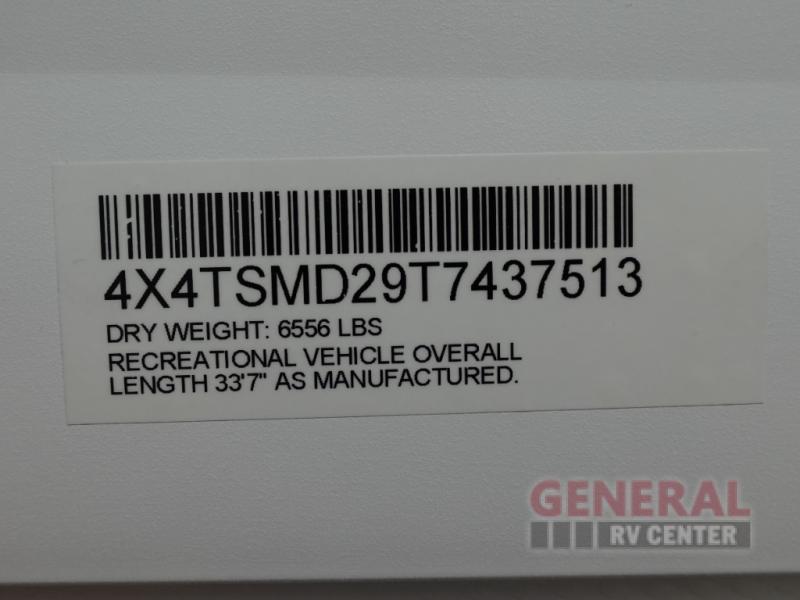 4X4TSMD29T7437513
DRY WEIGHT: 6556 LBS
RECREATIONAL VEHICLE OVERALL
LENGTH 33'7" AS MANUFACTURED.
GENERAL
RV CENTER